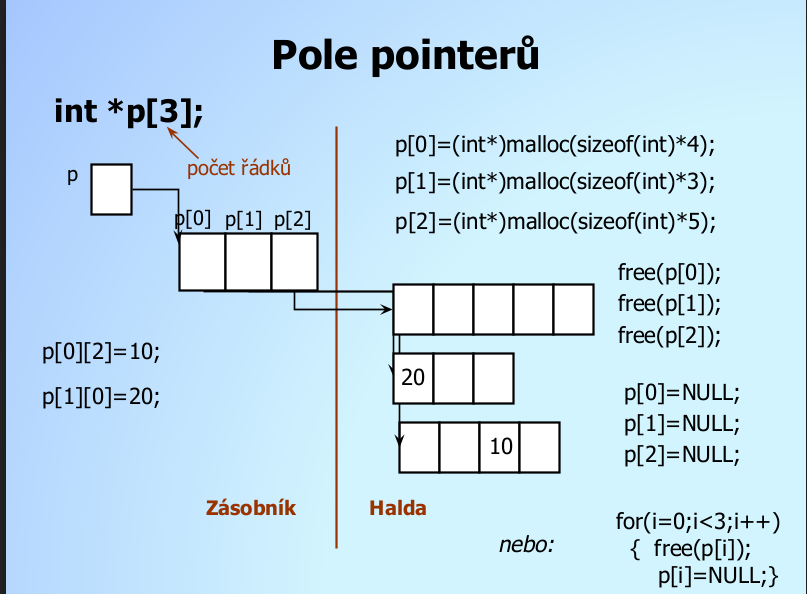 Pole pointerů
int *p[3];
počet řádků
p
p[0] p[1] p[2]
p[0]=(int*)malloc(sizeof(int)*4);
p[1]=(int*)malloc(sizeof(int)*3);
p[2]=(int*)malloc(sizeof(int)*5);
free(p[0]);
free(p[1]);
free(p[2]);
p[0][2]=10;
p[1][0]=20;
20
10
p[0]=NULL;
p[1]=NULL;
p[2]=NULL;
Zásobník
Halda
nebo:
for(i=0;i<3;i++)
{ free(p[i]);
p[i]=NULL;}